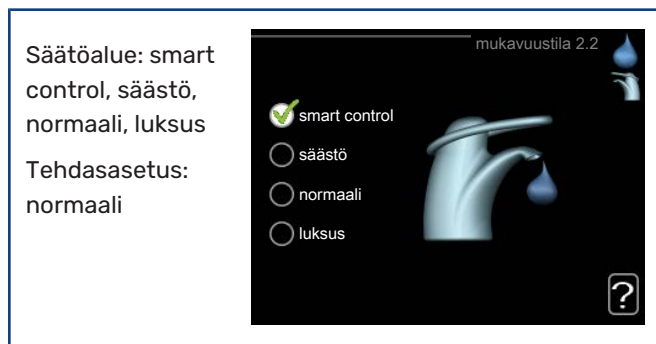 Säätöalue: smart
control, säästö,
normaali, luksus
Tehdasasetus:
normaali
mukavuustila 2.2
smart control
säästö
normaali
luksus
?